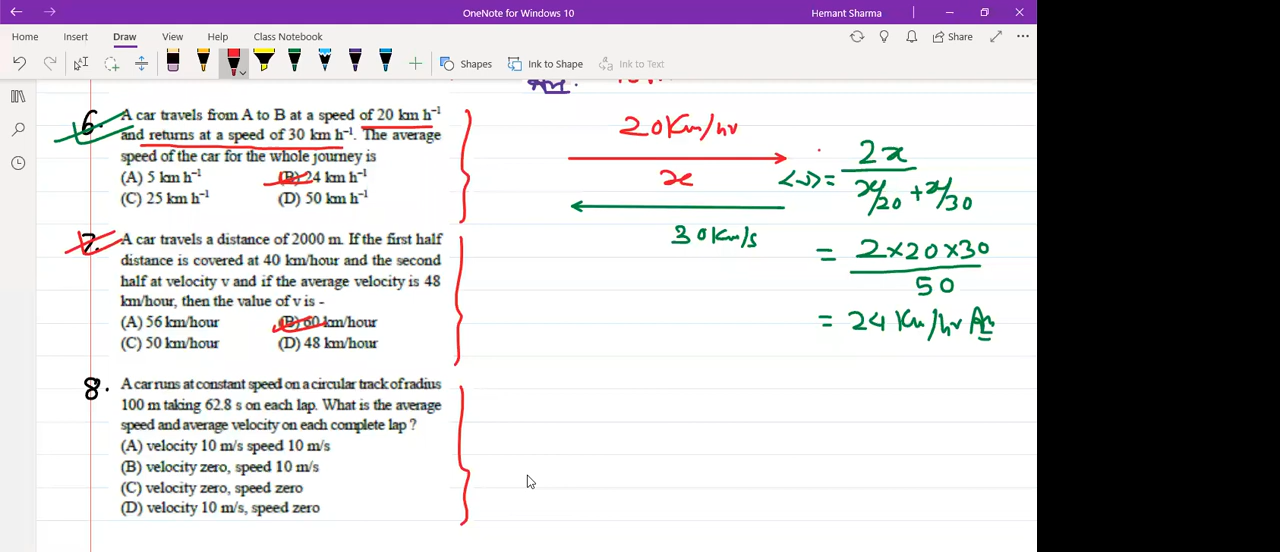 OneNote for Windows 10
Hemant Sharma
Home Insert Draw View Help Class Notebook
Share
Shapes
Ink to Shape
Ink to Text
6. A car travels from A to B at a speed of 20 km h⁻¹
and returns at a speed of 30 km h⁻¹. The average
speed of the car for the whole journey is
(A) 5 km h⁻¹ (B) 24 km h⁻¹
(C) 25 km h⁻¹ (D) 50 km h⁻¹
7. A car travels a distance of 2000 m. If the first half
distance is covered at 40 km/hour and the second
half at velocity v and if the average velocity is 48
km/hour, then the value of v is -
(A) 56 km/hour (B) 60 km/hour
(C) 50 km/hour (D) 48 km/hour
8. A car runs at constant speed on a circular track of radius
100 m taking 62.8 s on each lap. What is the average
speed and average velocity on each complete lap ?
(A) velocity 10 m/s speed 10 m/s
(B) velocity zero, speed 10 m/s
(C) velocity zero, speed zero
(D) velocity 10 m/s, speed zero
Ans.
20 Km/hr
x
30 Km/s
<v> = 2x / (x/20 + x/30)
= 2×20×30 / 50
= 24 Km/hr Ans